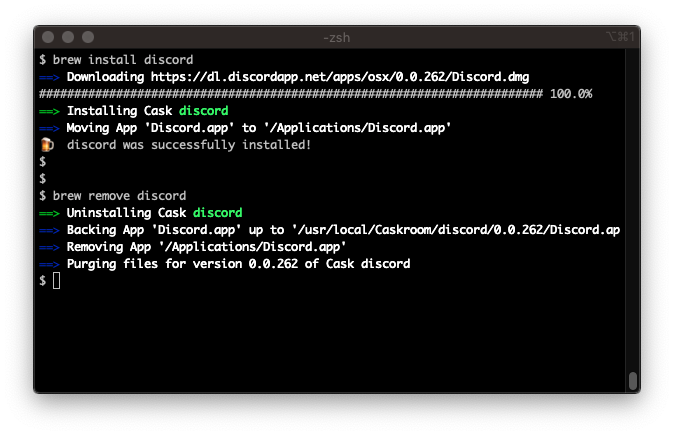 -zsh
⌥⌘1
$ brew install discord
==> Downloading https://dl.discordapp.net/apps/osx/0.0.262/Discord.dmg
######################################################################## 100.0%
==> Installing Cask discord
==> Moving App 'Discord.app' to '/Applications/Discord.app'
🍺  discord was successfully installed!
$
$
$ brew remove discord
==> Uninstalling Cask discord
==> Backing App 'Discord.app' up to '/usr/local/Caskroom/discord/0.0.262/Discord.ap
==> Removing App '/Applications/Discord.app'
==> Purging files for version 0.0.262 of Cask discord
$